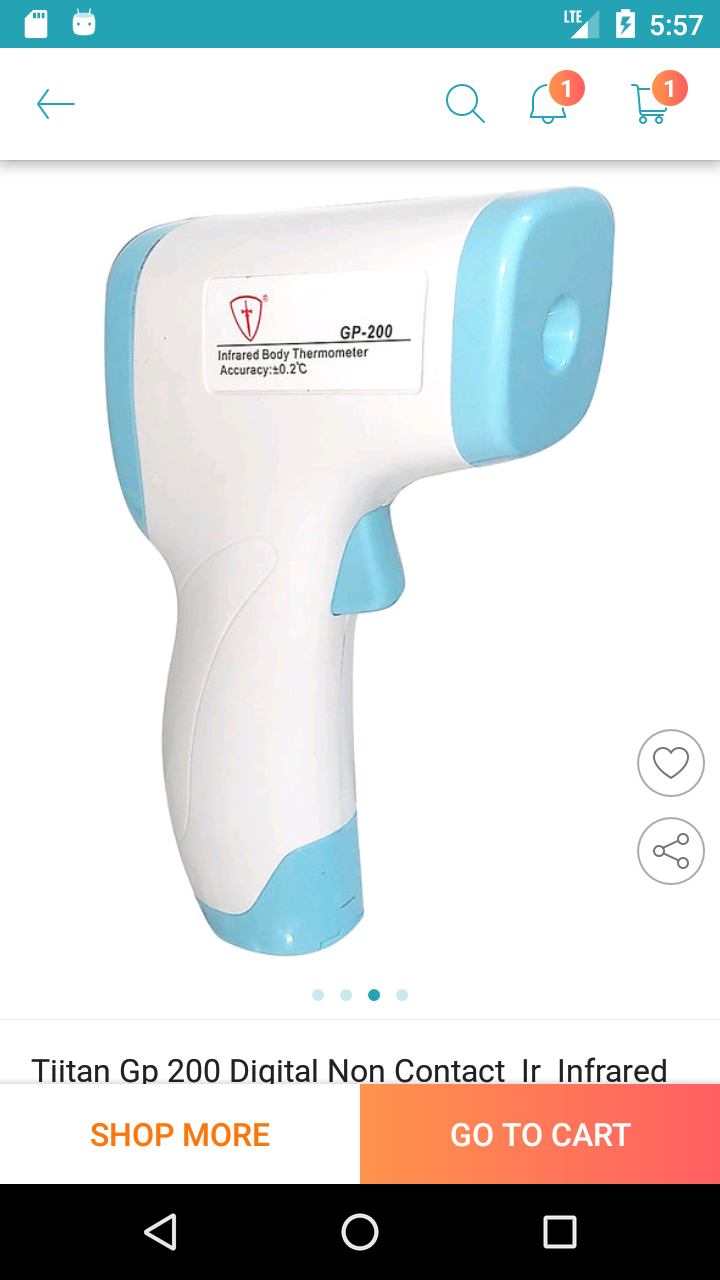 LTE 5:57
1 1
®
GP-200
Infrared Body Thermometer
Accuracy:±0.2℃
Tiitan Gp 200 Digital Non Contact Ir Infrared
SHOP MORE GO TO CART